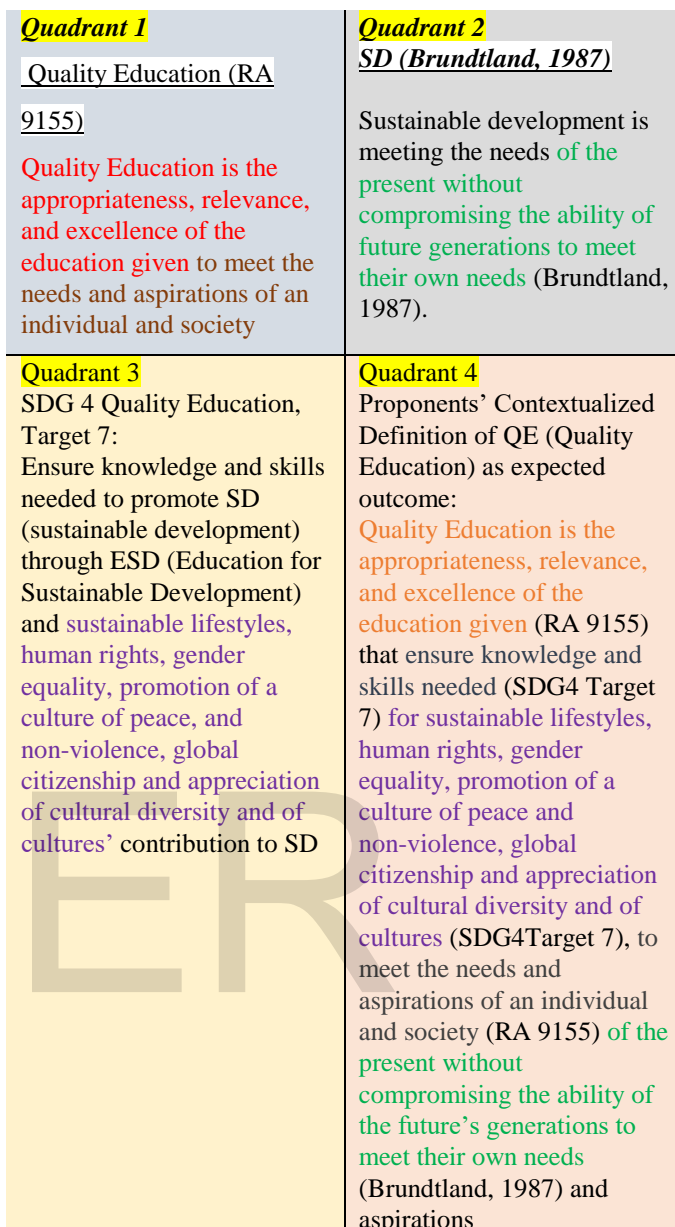 Quadrant 1
Quality Education (RA
9155)
Quality Education is the
appropriateness, relevance,
and excellence of the
education given to meet the
needs and aspirations of an
individual and society
Quadrant 2
SD (Brundtland, 1987)
Sustainable development is
meeting the needs of the
present without
compromising the ability of
future generations to meet
their own needs (Brundtland,
1987).
Quadrant 3
SDG 4 Quality Education,
Target 7:
Ensure knowledge and skills
needed to promote SD
(sustainable development)
through ESD (Education for
Sustainable Development)
and sustainable lifestyles,
human rights, gender
equality, promotion of a
culture of peace, and
non-violence, global
citizenship and appreciation
of cultural diversity and of
cultures’ contribution to SD
Quadrant 4
Proponents’ Contextualized
Definition of QE (Quality
Education) as expected
outcome:
Quality Education is the
appropriateness, relevance,
and excellence of the
education given (RA 9155)
that ensure knowledge and
skills needed (SDG4 Target
7) for sustainable lifestyles,
human rights, gender
equality, promotion of a
culture of peace and
non-violence, global
citizenship and appreciation
of cultural diversity and of
cultures (SDG4Target 7), to
meet the needs and
aspirations of an individual
and society (RA 9155) of the
present without
compromising the ability of
the future’s generations to
meet their own needs
(Brundtland, 1987) and
aspirations
ER